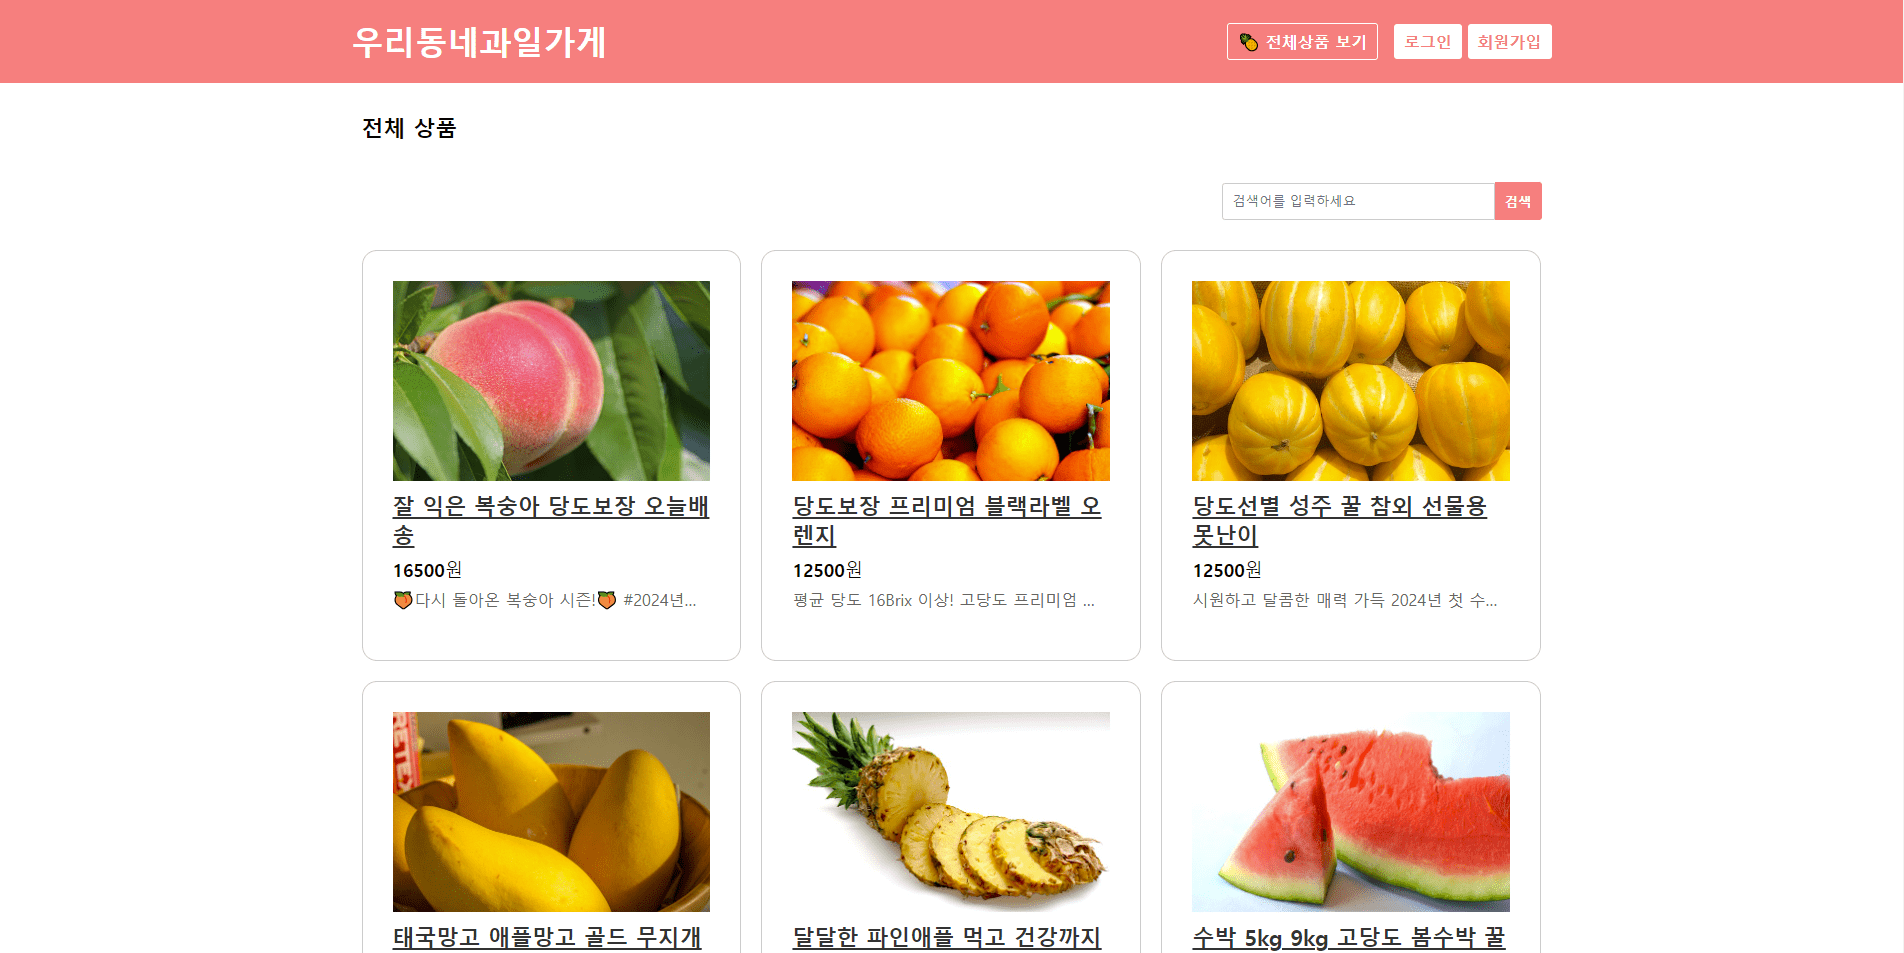 우리동네과일가게
전체상품 보기
로그인
회원가입
전체 상품
검색어를 입력하세요
검색
잘 익은 복숭아 당도보장 오늘배
송
16500원
🍑다시 돌아온 복숭아 시즌!🍑 #2024년...
당도보장 프리미엄 블랙라벨 오
렌지
12500원
평균 당도 16Brix 이상! 고당도 프리미엄 ...
당도선별 성주 꿀 참외 선물용
못난이
12500원
시원하고 달콤한 매력 가득 2024년 첫 수...
태국망고 애플망고 골드 무지개
달달한 파인애플 먹고 건강까지
수박 5kg 9kg 고당도 봄수박 꿀